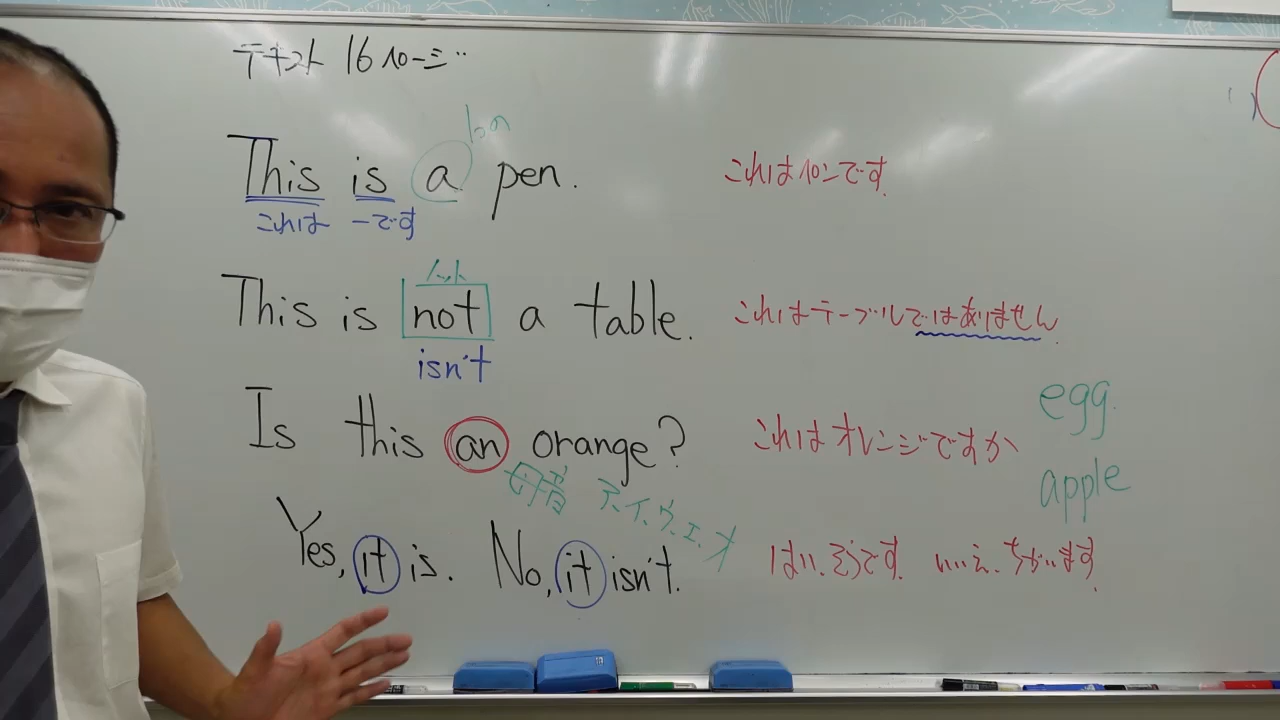 テキスト 16ページ
1つの
This is a pen. これはペンです
これは ーです
ノット
This is not a table. これはテーブルではありません
isn't
egg.
Is this an orange? これはオレンジですか
apple
母音 ア、イ、ウ、エ、オ
Yes, it is. No, it isn't. はい、そうです いいえ、ちがいます.